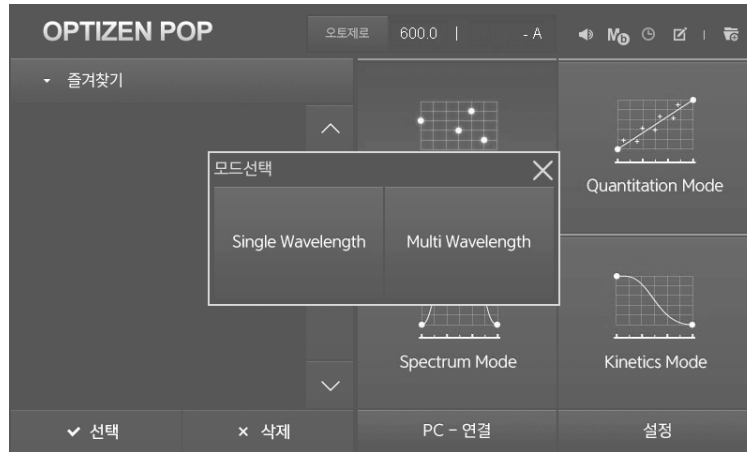 OPTIZEN POP
오토제로 600.0 | - A
Mb
즐겨찾기
모드선택
Single Wavelength
Multi Wavelength
Quantitation Mode
Spectrum Mode
Kinetics Mode
선택
삭제
PC - 연결
설정